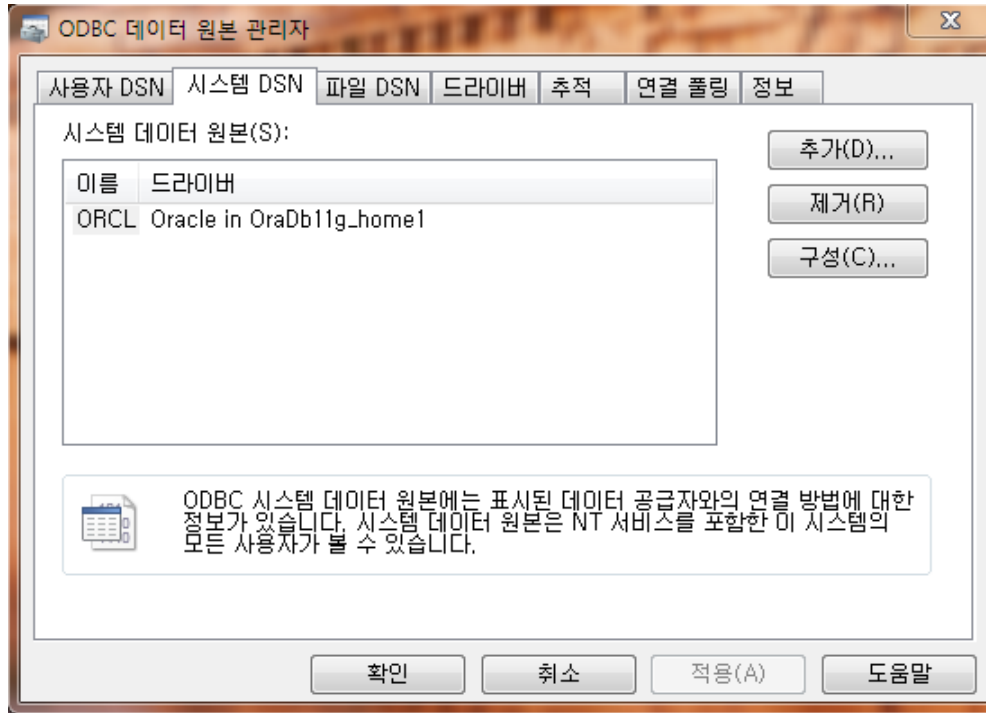 ODBC 데이터 원본 관리자
사용자 DSN 시스템 DSN 파일 DSN 드라이버 추적 연결 풀링 정보
시스템 데이터 원본(S):
추가(D)...
이름 드라이버
제거(R)
ORCL Oracle in OraDb11g_home1
구성(C)...
ODBC 시스템 데이터 원본에는 표시된 데이터 공급자와의 연결 방법에 대한
정보가 있습니다. 시스템 데이터 원본은 NT 서비스를 포함한 이 시스템의
모든 사용자가 볼 수 있습니다.
확인 취소 적용(A) 도움말